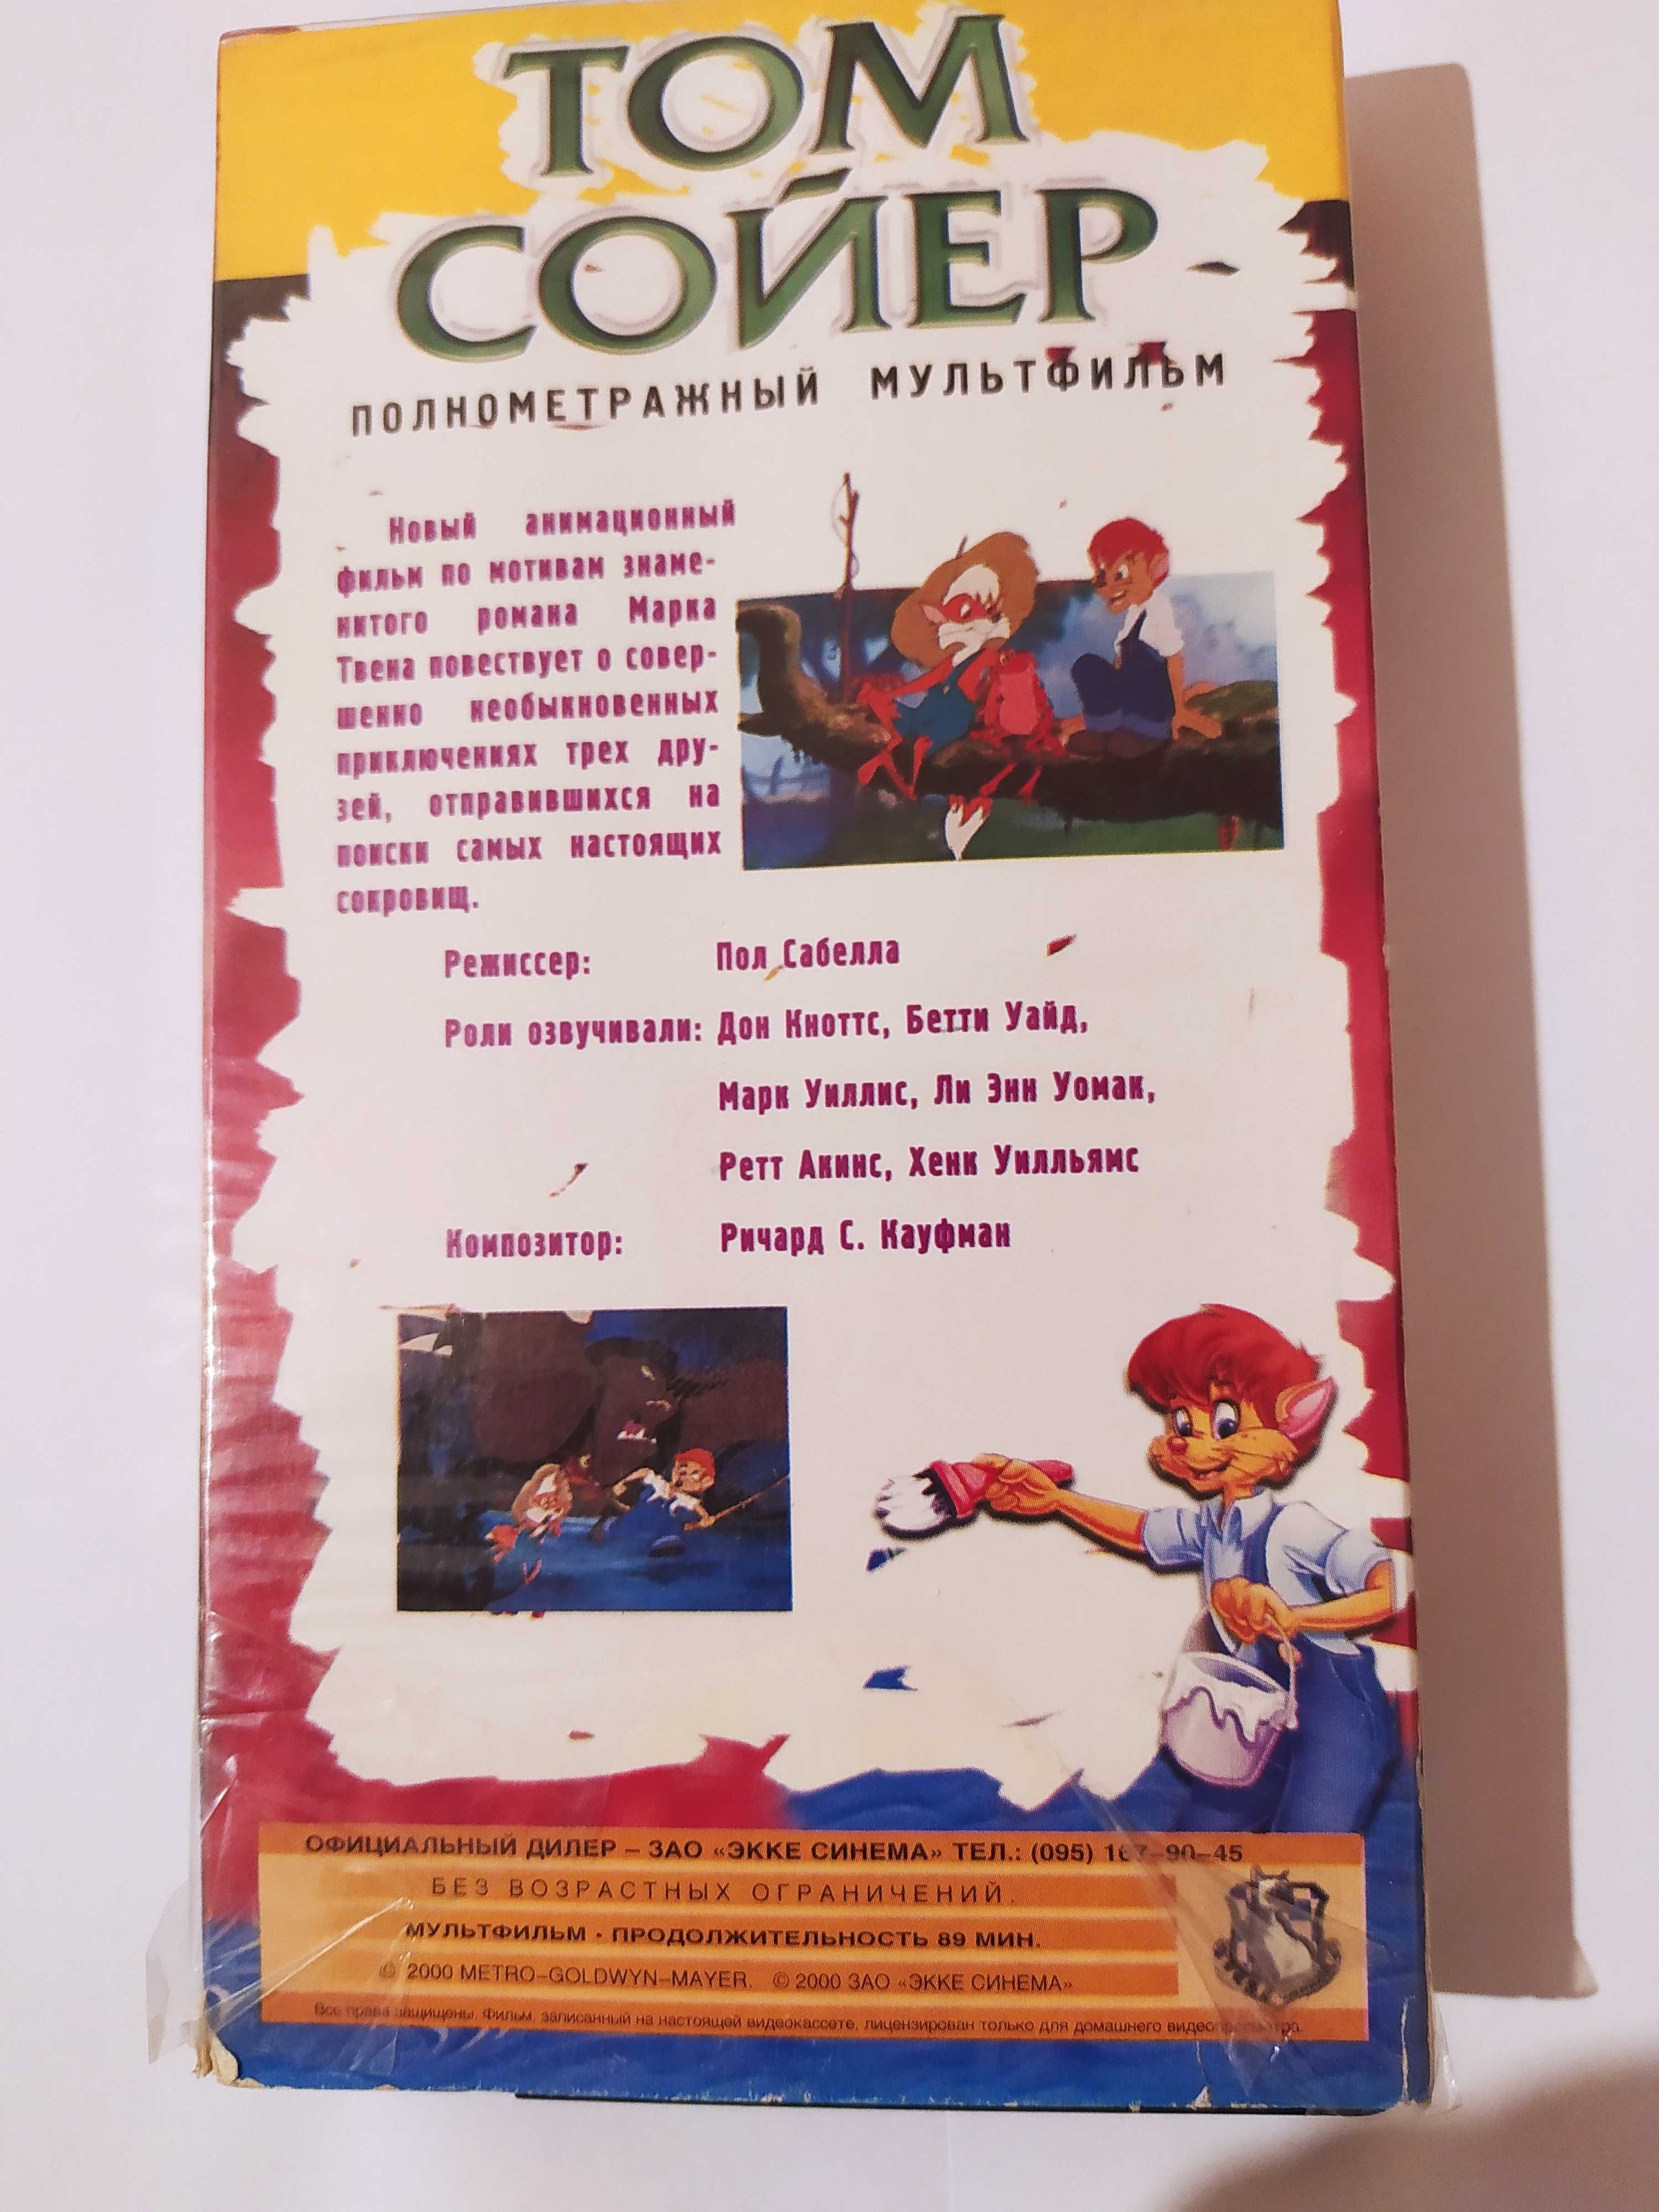 ТОМ
СОЙЕР
ПОЛНОМЕТРАЖНЫЙ МУЛЬТФИЛЬМ
Новый анимационный
фильм по мотивам знаме-
нитого романа Марка
Твена повествует о совер-
шенно необыкновенных
приключениях трех дру-
зей, отправившихся на
поиски самых настоящих
сокровищ.
Режиссер: Пол Сабелла
Роли озвучивали: Дон Кноттс, Бетти Уайд,
Марк Уиллис, Ли Энн Уомак,
Ретт Акинс, Хенк Уилльямс
Композитор: Ричард С. Кауфман
ОФИЦИАЛЬНЫЙ ДИЛЕР – ЗАО «ЭККЕ СИНЕМА» ТЕЛ.: (095) 167–90–45
БЕЗ ВОЗРАСТНЫХ ОГРАНИЧЕНИЙ.
МУЛЬТФИЛЬМ · ПРОДОЛЖИТЕЛЬНОСТЬ 89 МИН.
© 2000 METRO–GOLDWYN–MAYER. © 2000 ЗАО «ЭККЕ СИНЕМА»
Все права защищены. Фильм, записанный на настоящей видеокассете, лицензирован только для домашнего видеопросмотра.